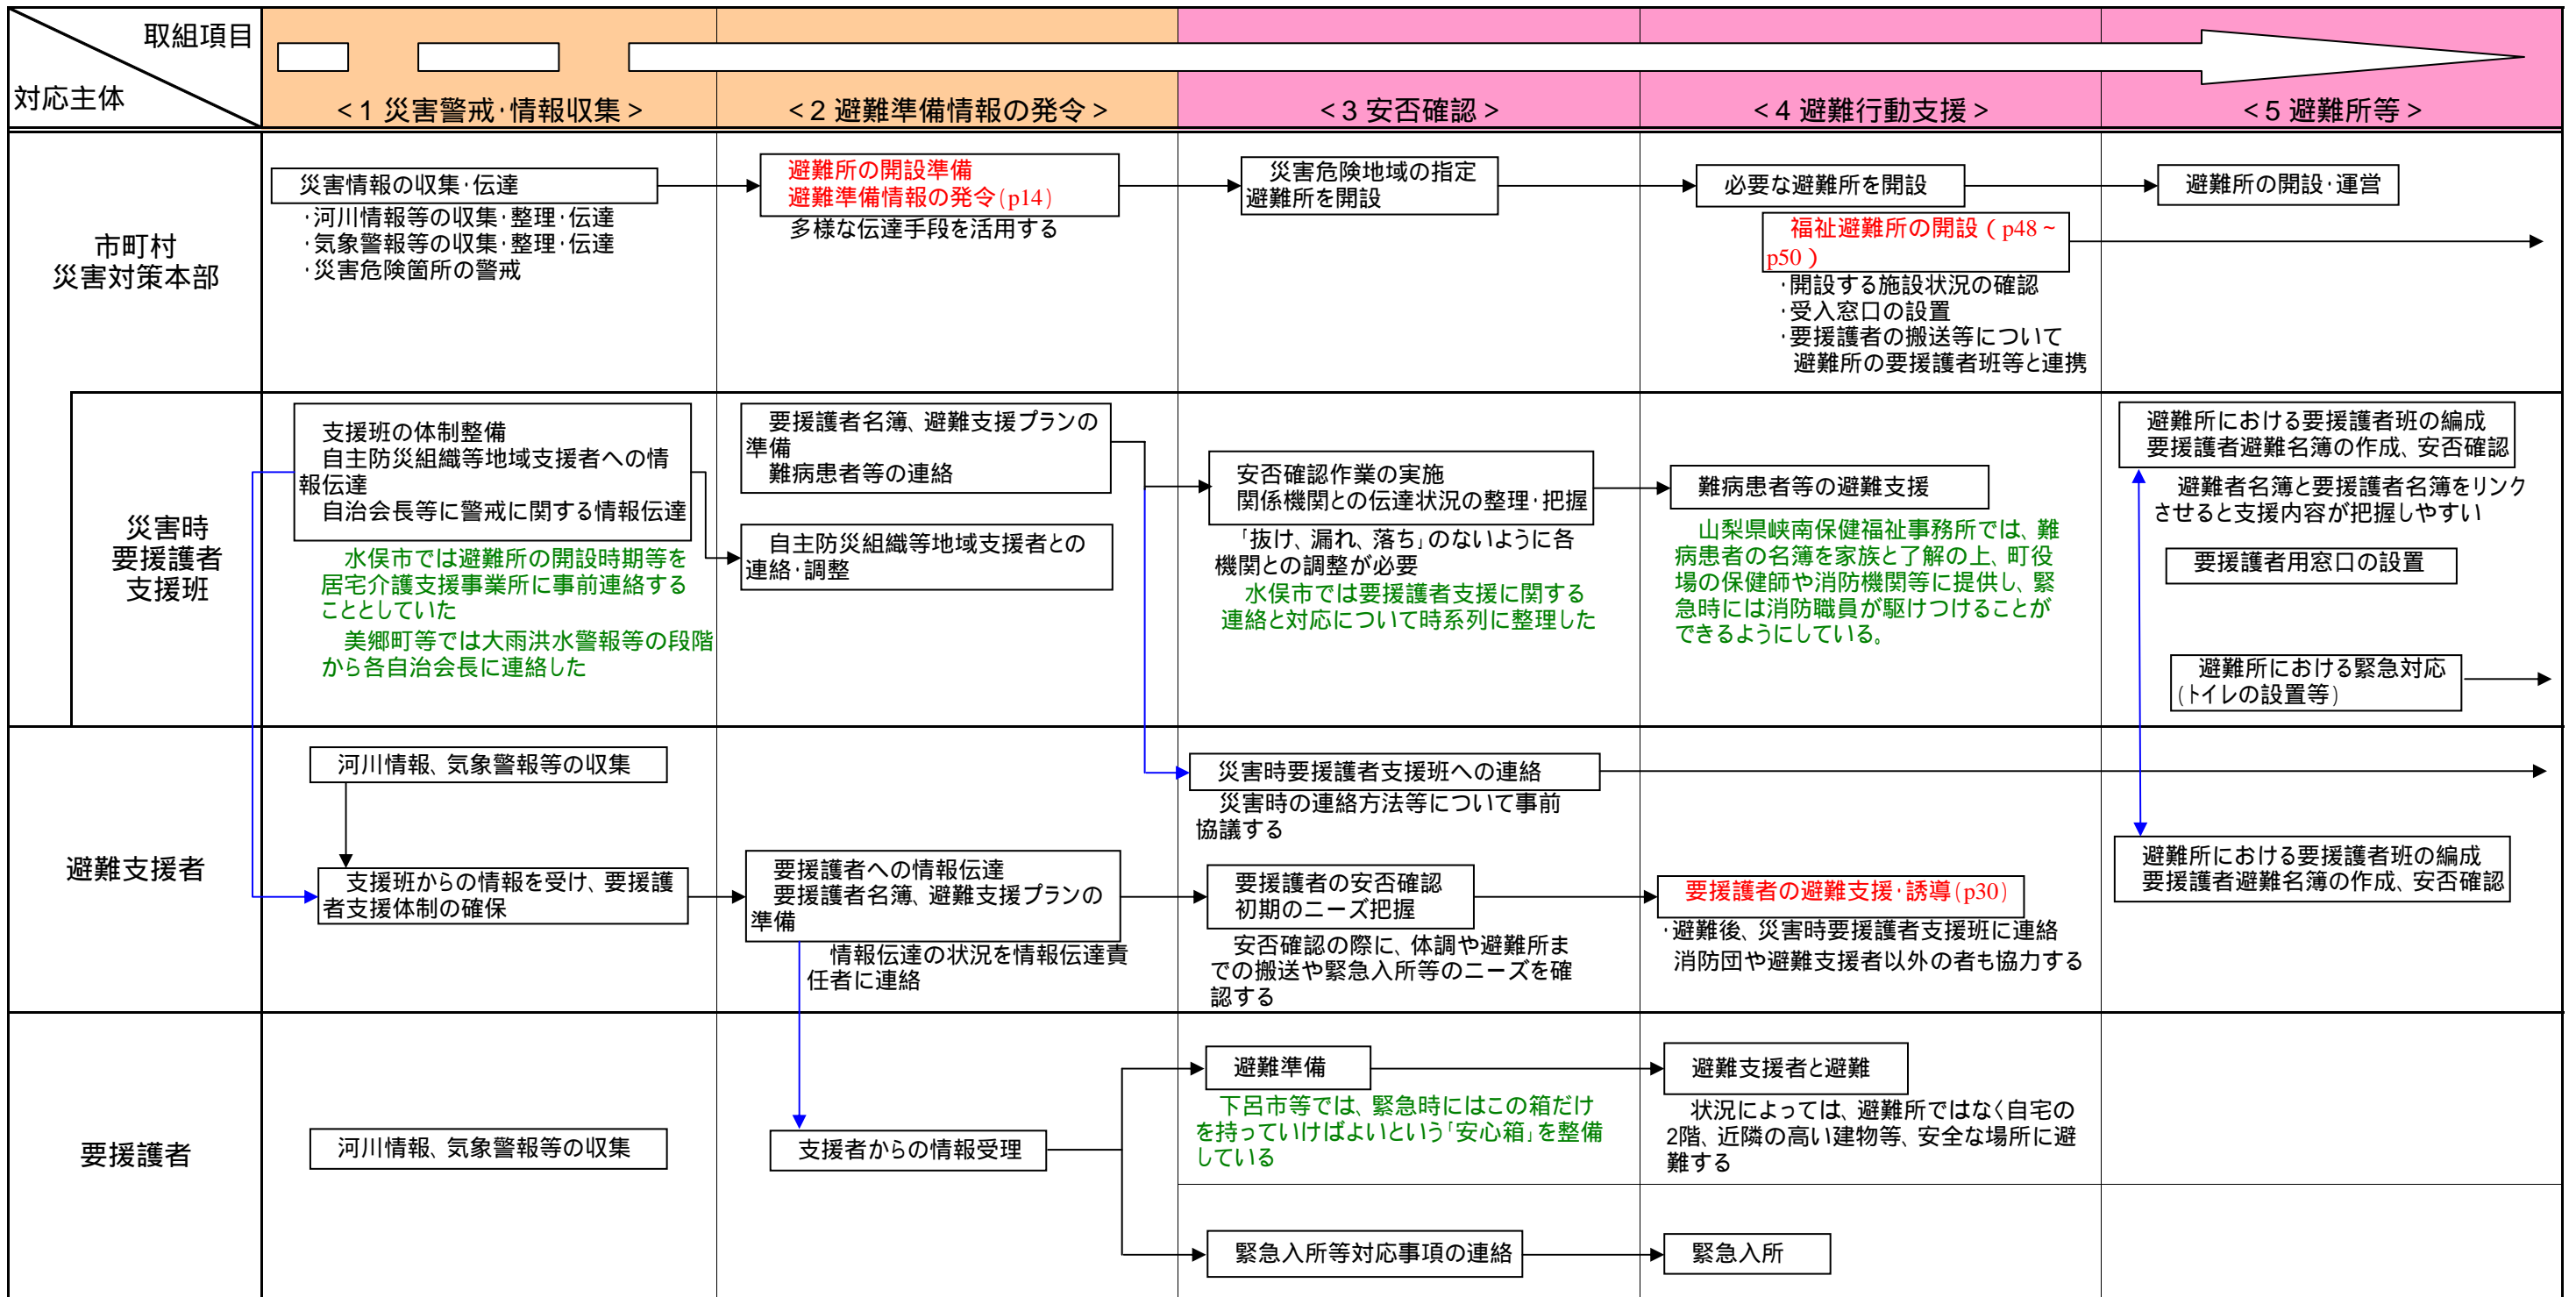 取組項目
対応主体
<1 災害警戒・情報収集>
<2 避難準備情報の発令>
<3 安否確認>
<4 避難行動支援>
<5 避難所等>
市町村
災害対策本部
災害情報の収集・伝達
・河川情報等の収集・整理・伝達
・気象警報等の収集・整理・伝達
・災害危険箇所の警戒
避難所の開設準備
避難準備情報の発令(p14)
多様な伝達手段を活用する
災害危険地域の指定
避難所を開設
必要な避難所を開設
福祉避難所の開設(p48~
p50)
・開設する施設状況の確認
・受入窓口の設置
・要援護者の搬送等について
避難所の要援護者班等と連携
避難所の開設・運営
災害時
要援護者
支援班
支援班の体制整備
自主防災組織等地域支援者への情
報伝達
自治会長等に警戒に関する情報伝達
水俣市では避難所の開設時期等を
居宅介護支援事業所に事前連絡する
こととしていた
美郷町等では大雨洪水警報等の段階
から各自治会長に連絡した
要援護者名簿、避難支援プランの
準備
難病患者等の連絡
自主防災組織等地域支援者との
連絡・調整
安否確認作業の実施
関係機関との伝達状況の整理・把握
「抜け、漏れ、落ち」のないように各
機関との調整が必要
水俣市では要援護者支援に関する
連絡と対応について時系列に整理した
難病患者等の避難支援
山梨県峡南保健福祉事務所では、難
病患者の名簿を家族と了解の上、町役
場の保健師や消防機関等に提供し、緊
急時には消防職員が駆けつけることが
できるようにしている。
避難所における要援護者班の編成
要援護者避難名簿の作成、安否確認
避難者名簿と要援護者名簿をリンク
させると支援内容が把握しやすい
要援護者用窓口の設置
避難所における緊急対応
(トイレの設置等)
避難支援者
河川情報、気象警報等の収集
支援班からの情報を受け、要援護
者支援体制の確保
要援護者への情報伝達
要援護者名簿、避難支援プランの
準備
情報伝達の状況を情報伝達責
任者に連絡
災害時要援護者支援班への連絡
災害時の連絡方法等について事前
協議する
要援護者の安否確認
初期のニーズ把握
安否確認の際に、体調や避難所ま
での搬送や緊急入所等のニーズを確
認する
要援護者の避難支援・誘導(p30)
・避難後、災害時要援護者支援班に連絡
消防団や避難支援者以外の者も協力する
避難所における要援護者班の編成
要援護者避難名簿の作成、安否確認
要援護者
河川情報、気象警報等の収集
支援者からの情報受理
避難準備
下呂市等では、緊急時にはこの箱だけ
を持っていけばよいという「安心箱」を整備
している
避難支援者と避難
状況によっては、避難所ではなく自宅の
2階、近隣の高い建物等、安全な場所に避
難する
緊急入所等対応事項の連絡
緊急入所